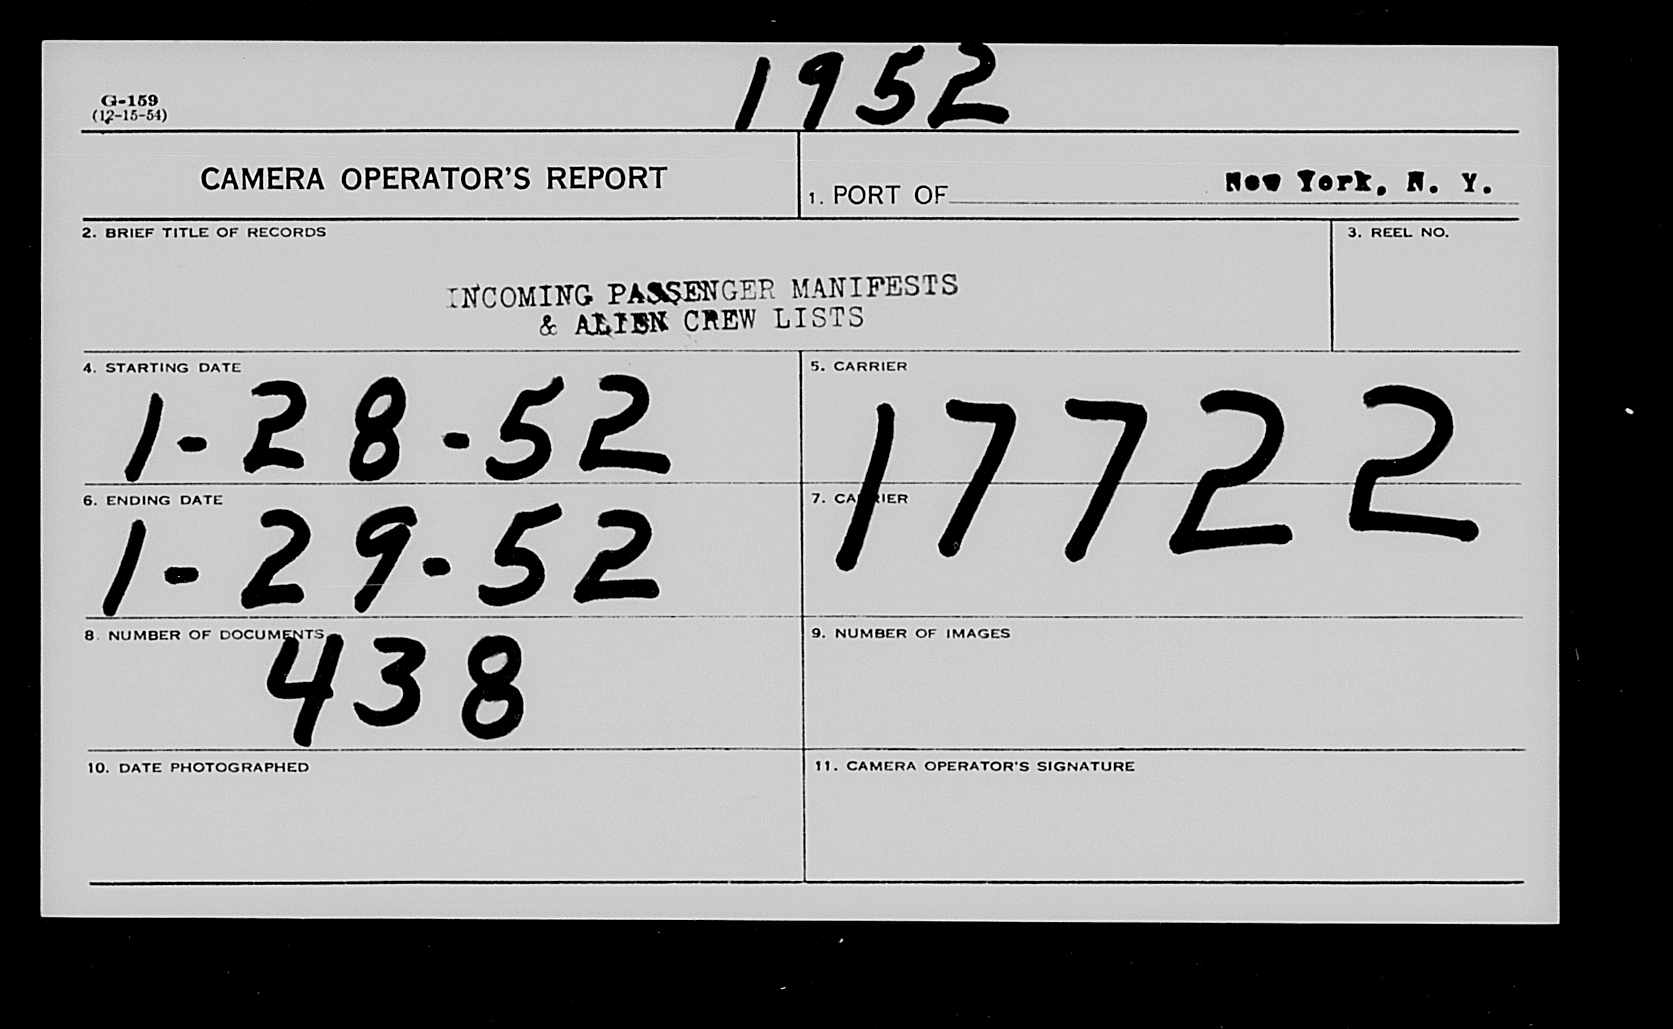 1952
G-159
(12-15-54)
CAMERA OPERATOR'S REPORT
1. PORT OF New York, N. Y.
2. BRIEF TITLE OF RECORDS
3. REEL NO.
INCOMING PASSENGER MANIFESTS
& ALIEN CREW LISTS
4. STARTING DATE
1-28-52
5. CARRIER
17722
6. ENDING DATE
1-29-52
7. CARRIER
8. NUMBER OF DOCUMENTS
438
9. NUMBER OF IMAGES
10. DATE PHOTOGRAPHED
11. CAMERA OPERATOR'S SIGNATURE